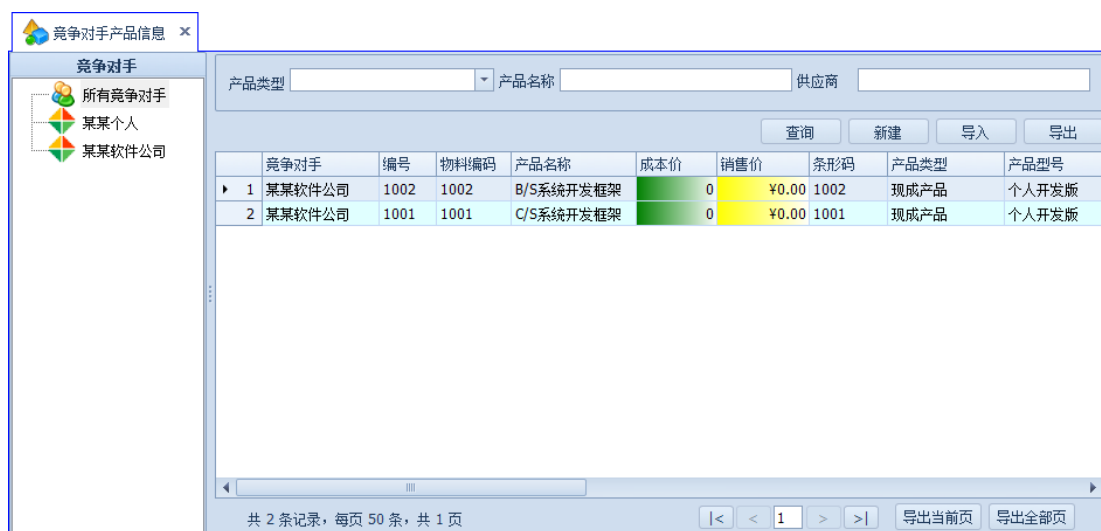 竞争对手产品信息 ×
竞争对手
所有竞争对手
某某个人
某某软件公司
产品类型 产品名称 供应商
查询 新建 导入 导出
竞争对手 编号 物料编码 产品名称 成本价 销售价 条形码 产品类型 产品型号
1 某某软件公司 1002 1002 B/S系统开发框架 0 ¥0.00 1002 现成产品 个人开发版
2 某某软件公司 1001 1001 C/S系统开发框架 0 ¥0.00 1001 现成产品 个人开发版
共 2 条记录，每页 50 条，共 1 页 |< < 1 > >| 导出当前页 导出全部页